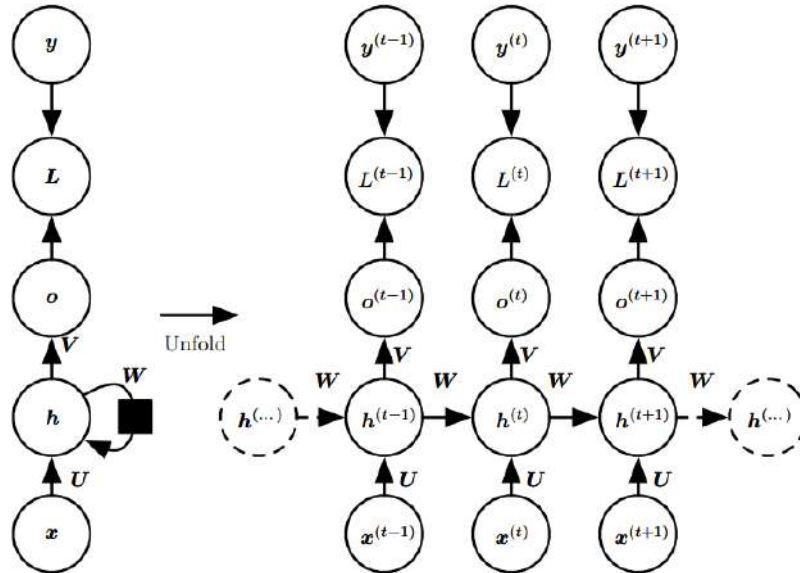 y y^{(t−1)} y^{(t)} y^{(t+1)}
L L^{(t−1)} L^{(t)} L^{(t+1)}
o o^{(t−1)} o^{(t)} o^{(t+1)}
Unfold
V V V V
W W W W W
h h^{(...)} h^{(t−1)} h^{(t)} h^{(t+1)} h^{(...)}
U U U U
x x^{(t−1)} x^{(t)} x^{(t+1)}